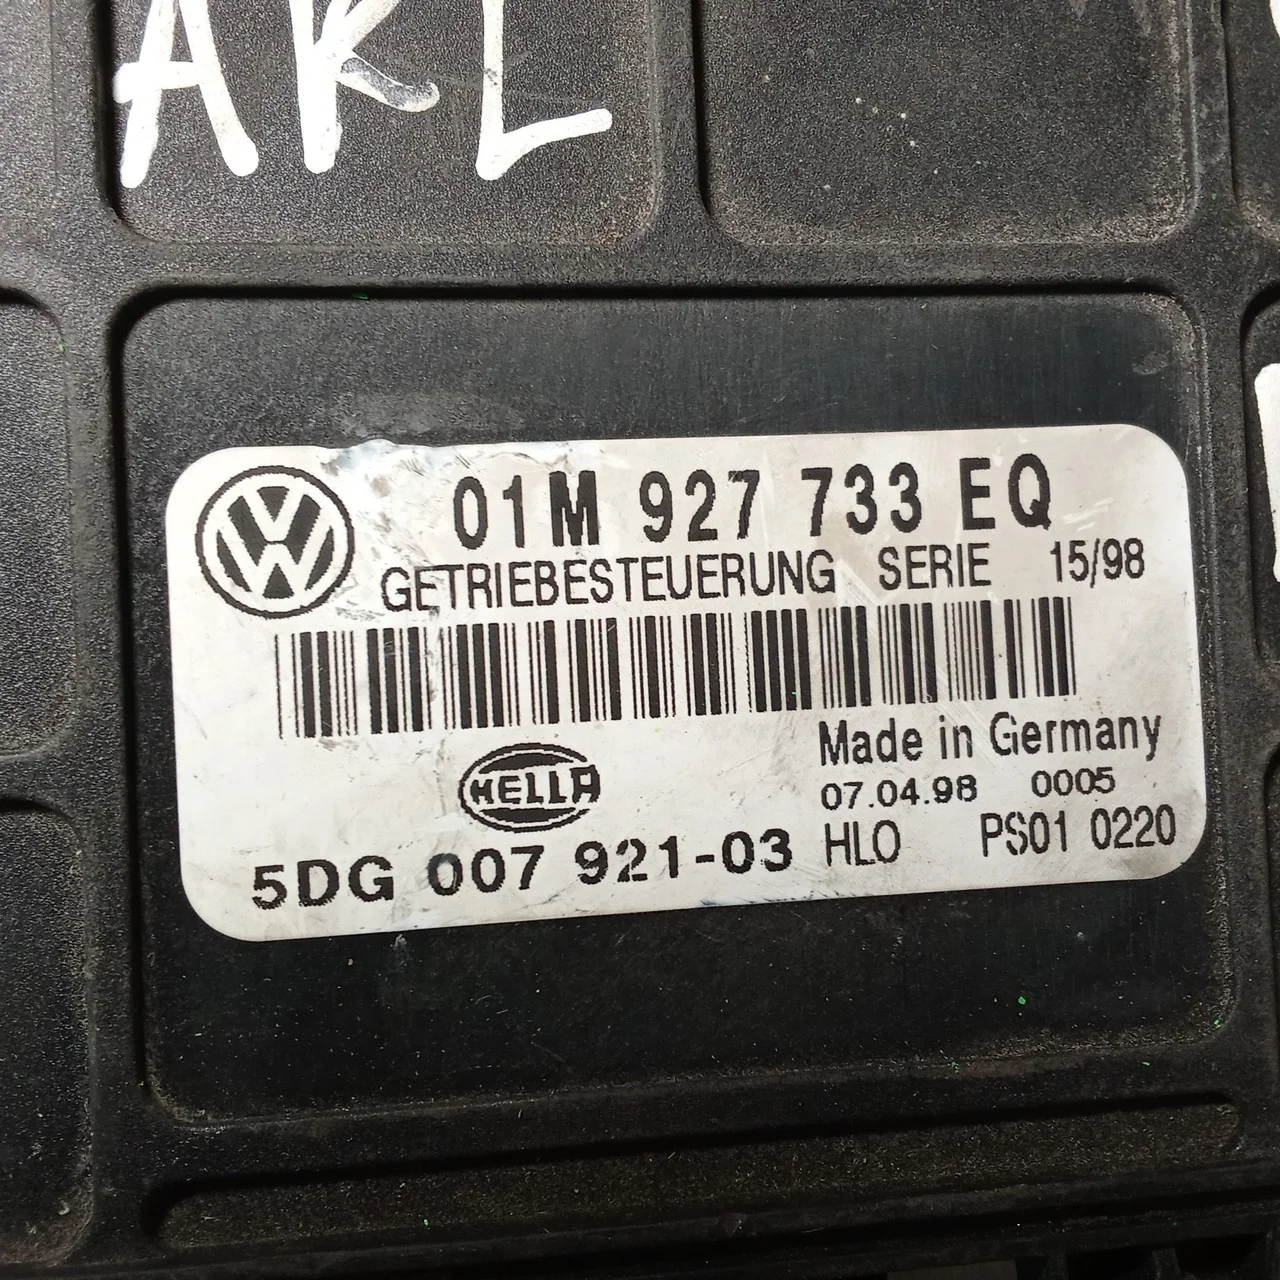 AKL
01M 927 733 EQ
GETRIEBESTEUERUNG SERIE 15/98
Made in Germany
HELLA
07.04.98 0005
5DG 007 921-03
HLO PS01 0220